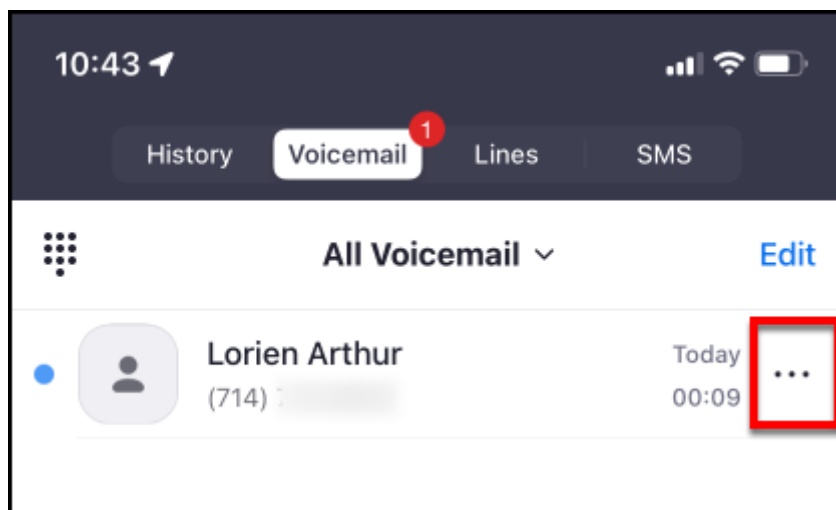 10:43
1
History Voicemail Lines SMS
All Voicemail Edit
Lorien Arthur Today
(714) 00:09